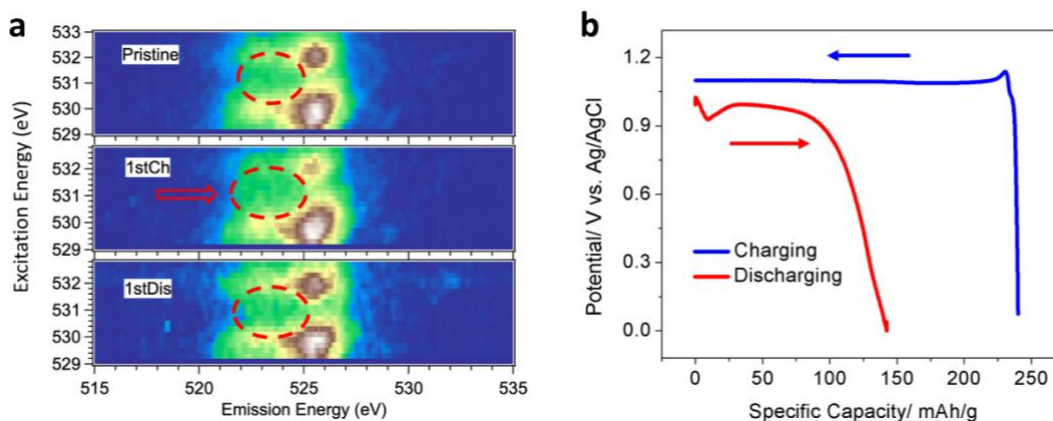 a
Excitation Energy (eV)
533
532
531
530
529
Pristine
532
531
530
529
1stCh
532
531
530
529
1stDis
515
520
525
530
535
Emission Energy (eV)
b
Potential/ V vs. Ag/AgCl
1.2
0.9
0.6
0.3
0.0
Charging
Discharging
0
50
100
150
200
250
Specific Capacity/ mAh/g